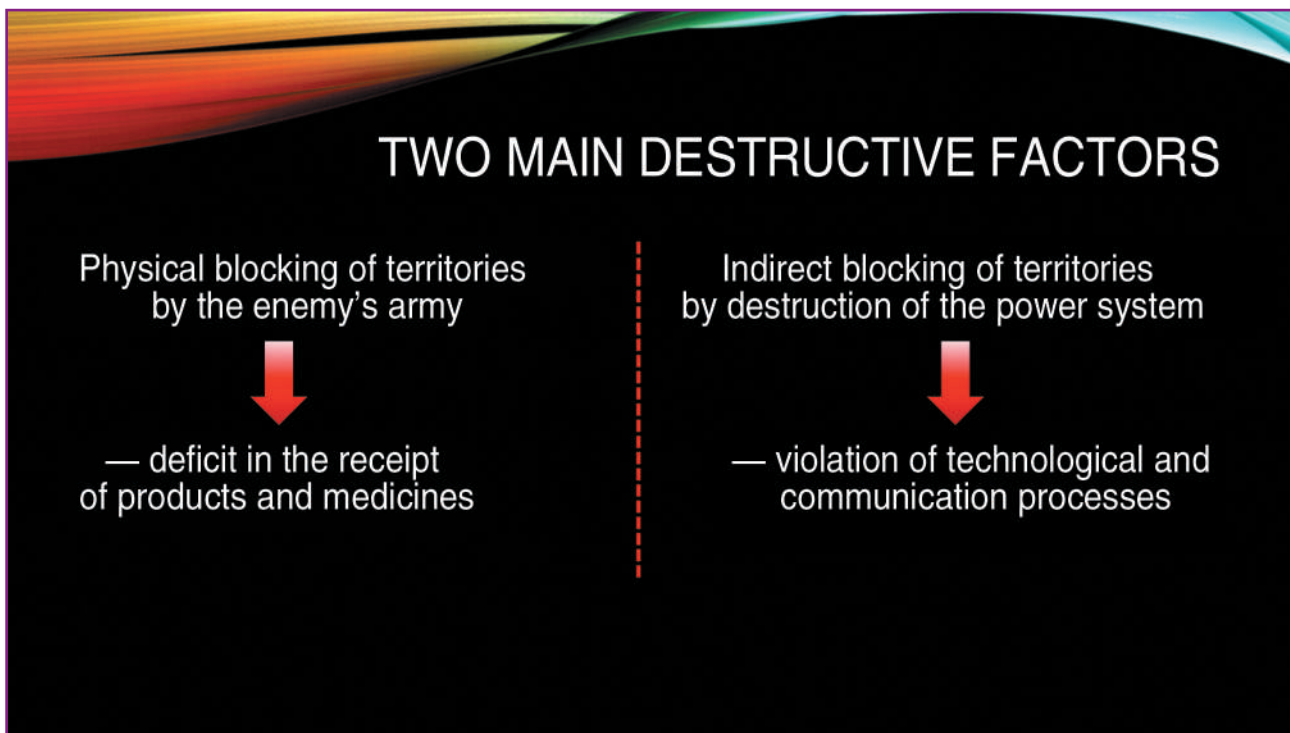 TWO MAIN DESTRUCTIVE FACTORS
Physical blocking of territories
by the enemy's army
— deficit in the receipt
of products and medicines
Indirect blocking of territories
by destruction of the power system
— violation of technological and
communication processes